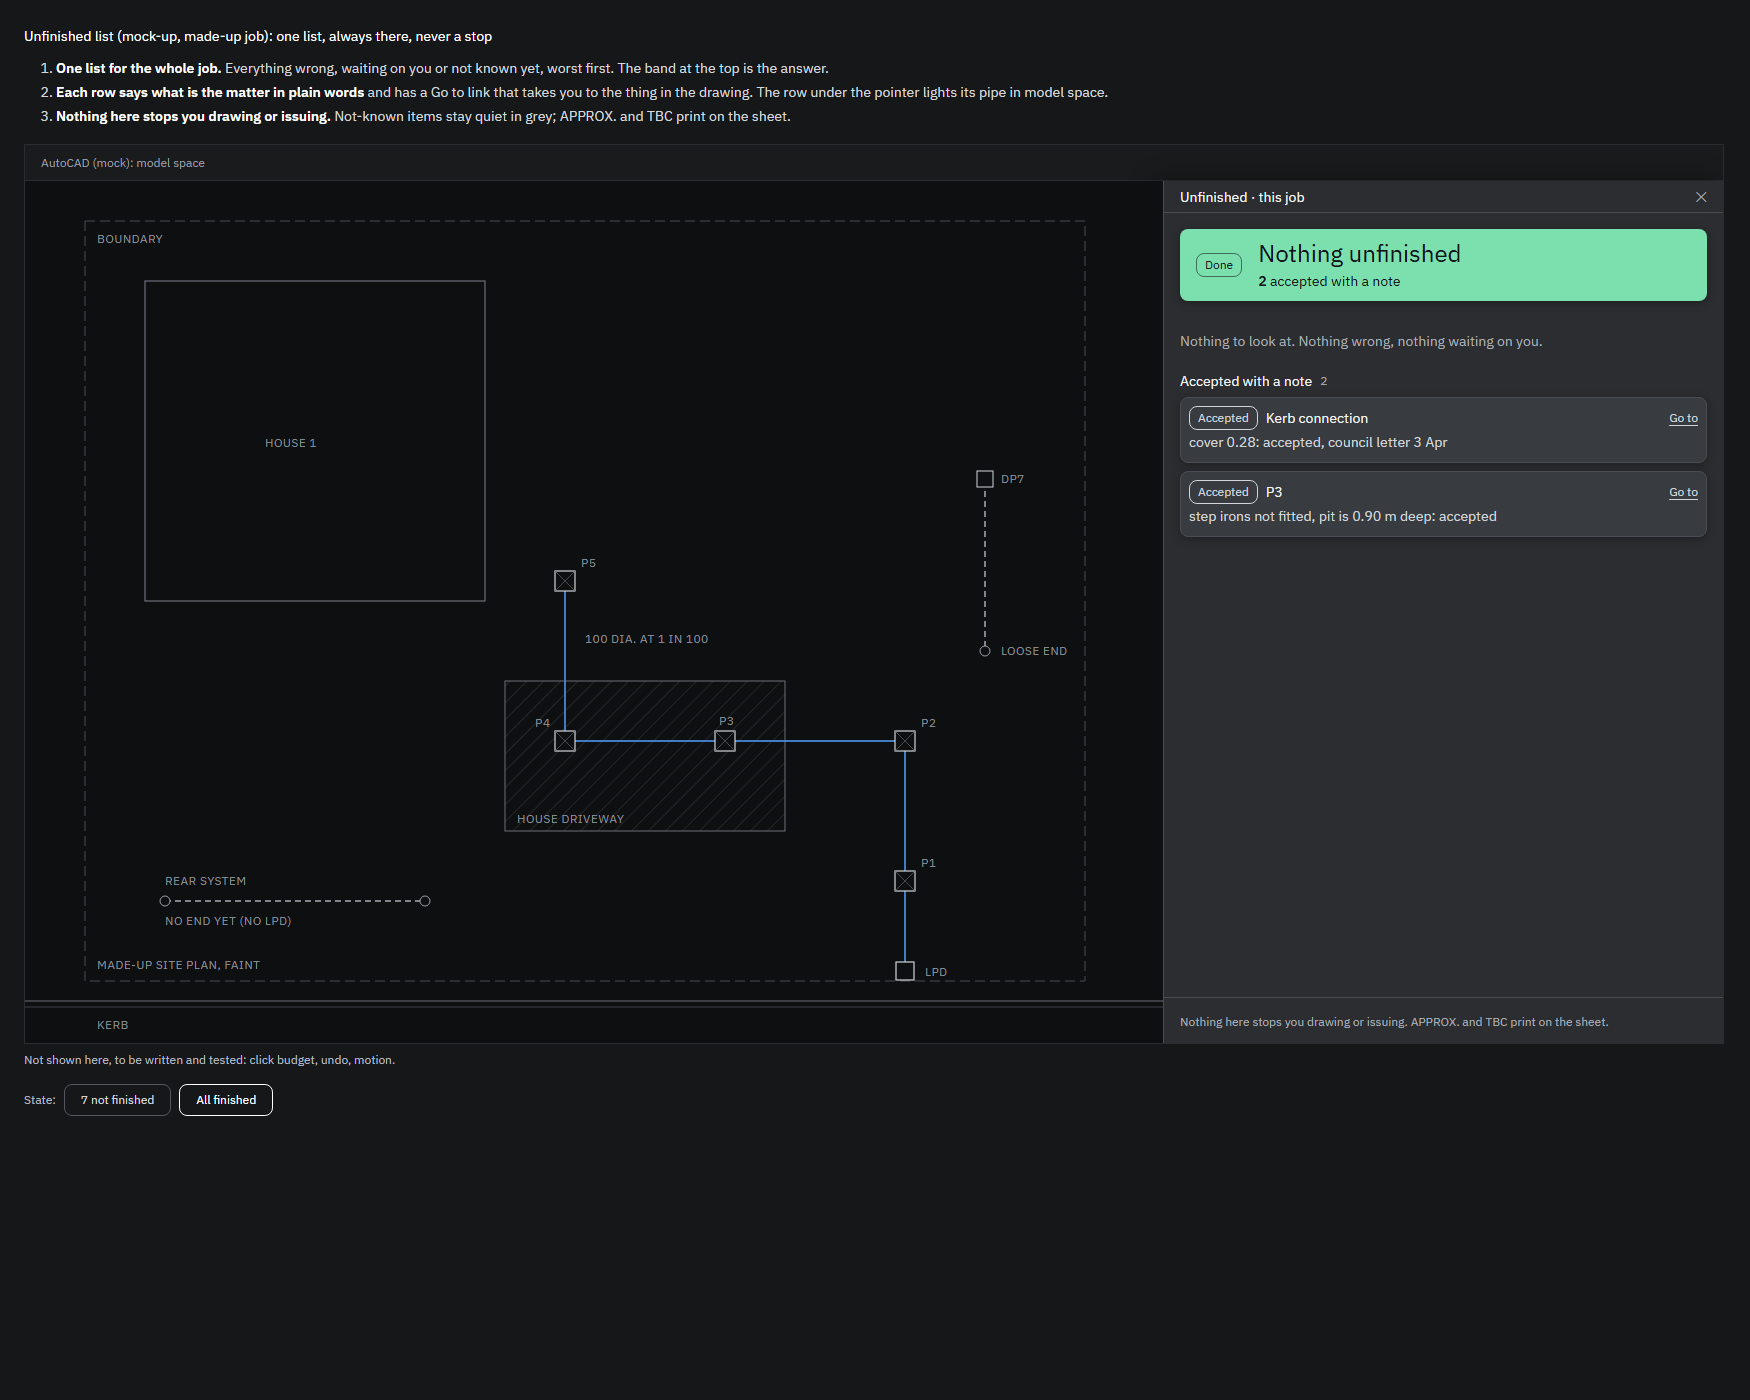 Unfinished list (mock-up, made-up job): one list, always there, never a stop
1. One list for the whole job. Everything wrong, waiting on you or not known yet, worst first. The band at the top is the answer.
2. Each row says what is the matter in plain words and has a Go to link that takes you to the thing in the drawing. The row under the pointer lights its pipe in model space.
3. Nothing here stops you drawing or issuing. Not-known items stay quiet in grey; APPROX. and TBC print on the sheet.
AutoCAD (mock): model space
BOUNDARY
HOUSE 1
DP7
P5
100 DIA. AT 1 IN 100
LOOSE END
P4
P3
P2
HOUSE DRIVEWAY
P1
REAR SYSTEM
NO END YET (NO LPD)
MADE-UP SITE PLAN, FAINT
LPD
KERB
Unfinished · this job
Done
Nothing unfinished
2 accepted with a note
Nothing to look at. Nothing wrong, nothing waiting on you.
Accepted with a note 2
Accepted Kerb connection Go to
cover 0.28: accepted, council letter 3 Apr
Accepted P3 Go to
step irons not fitted, pit is 0.90 m deep: accepted
Nothing here stops you drawing or issuing. APPROX. and TBC print on the sheet.
Not shown here, to be written and tested: click budget, undo, motion.
State: 7 not finished All finished